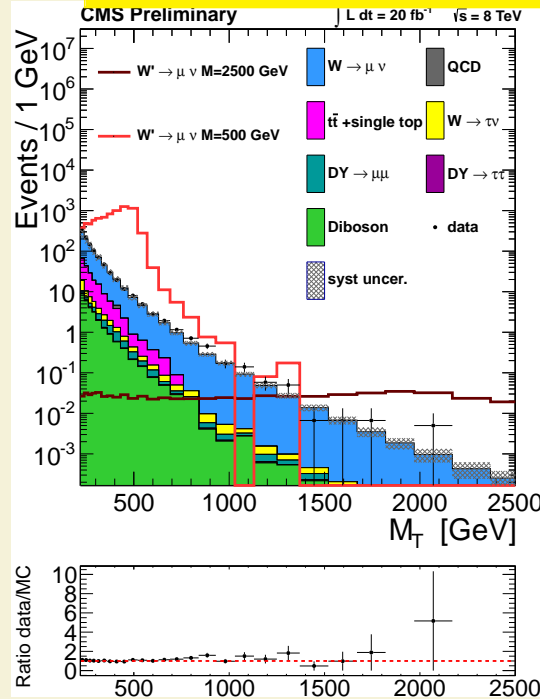 CMS Preliminary ∫ L dt = 20 fb⁻¹ √s = 8 TeV
Events / 1 GeV
10⁷
10⁶
10⁵
10⁴
10³
10²
10
1
10⁻¹
10⁻²
10⁻³
W' → μ ν M=2500 GeV
W' → μ ν M=500 GeV
W → μ ν
QCD
tt̄ +single top
W → τν
DY → μμ
DY → ττ
Diboson
data
syst uncer.
500 1000 1500 2000 2500
M_T [GeV]
Ratio data/MC
10
8
6
4
2
0
500 1000 1500 2000 2500